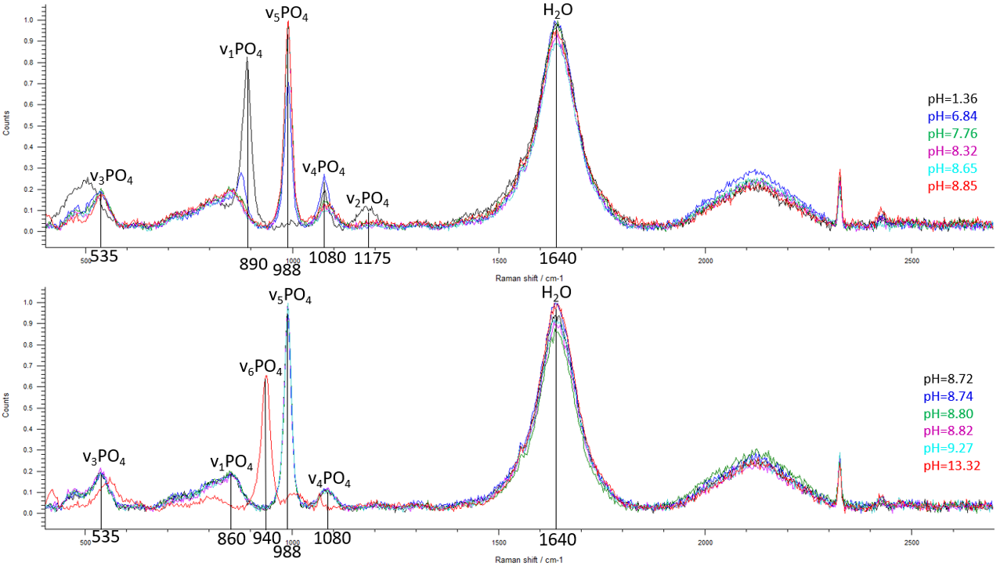 v5PO4
H2O
v1PO4
v3PO4
v4PO4
v2PO4
Counts
1.0
0.9
0.8
0.7
0.6
0.5
0.4
0.3
0.2
0.1
0.0
pH=1.36
pH=6.84
pH=7.76
pH=8.32
pH=8.65
pH=8.85
500 1000 1500 2000 2500
535 890 988 1080 1175 1640
Raman shift / cm-1
v5PO4
H2O
v6PO4
v3PO4
v1PO4
v4PO4
Counts
1.0
0.9
0.8
0.7
0.6
0.5
0.4
0.3
0.2
0.1
0.0
pH=8.72
pH=8.74
pH=8.80
pH=8.82
pH=9.27
pH=13.32
500 1000 1500 2000 2500
535 860 940 988 1080 1640
Raman shift / cm-1